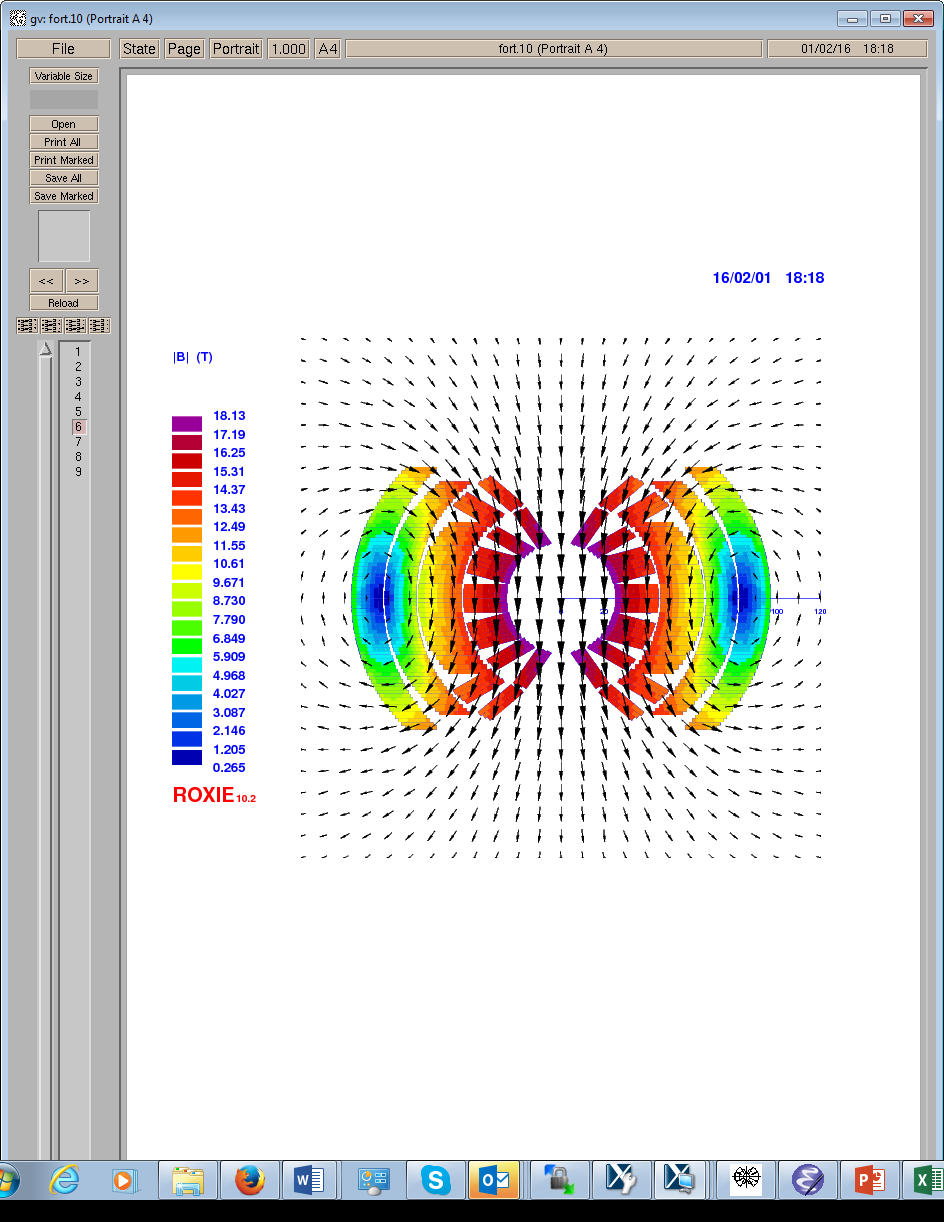 gv: fort.10 (Portrait A 4)
File State Page Portrait 1.000 A4 fort.10 (Portrait A 4) 01/02/16 18:18
Variable Size
Open
Print All
Print Marked
Save All
Save Marked
<< >>
Reload
1
2
3
4
5
6
7
8
9
16/02/01 18:18
|B| (T)
18.13
17.19
16.25
15.31
14.37
13.43
12.49
11.55
10.61
9.671
8.730
7.790
6.849
5.909
4.968
4.027
3.087
2.146
1.205
0.265
ROXIE 10.2
20 100 120